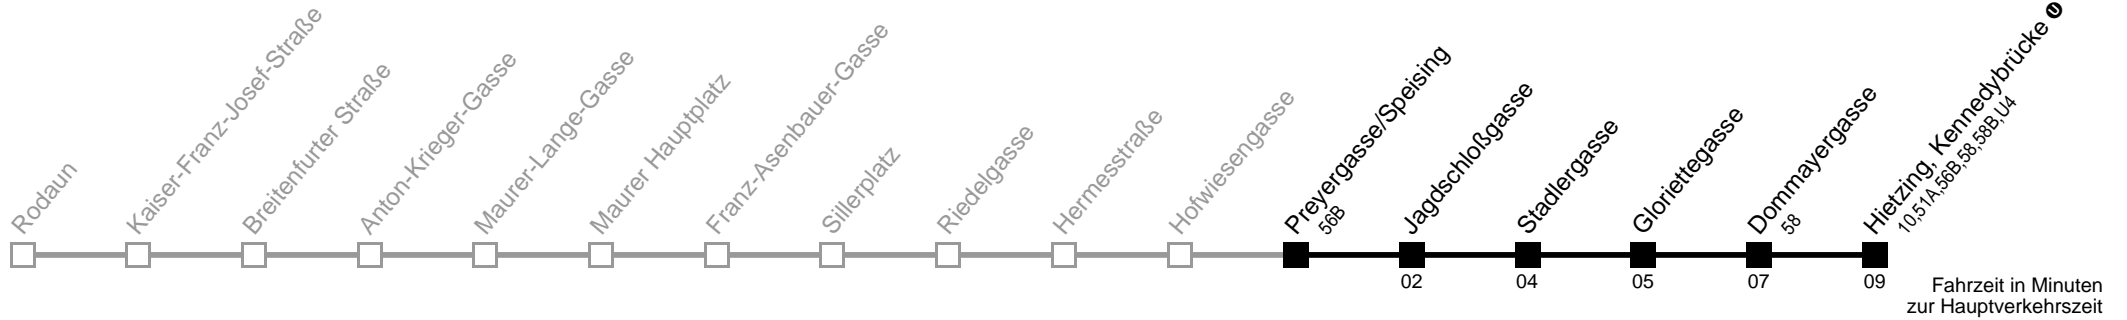 Rodaun
Kaiser-Franz-Josef-Straße
Breitenfurter Straße
Anton-Krieger-Gasse
Maurer-Lange-Gasse
Maurer Hauptplatz
Franz-Asenbauer-Gasse
Sillerplatz
Riedelgasse
Hermesstraße
Hofwiesengasse
Preyergasse/Speising
56B
Jagdschloßgasse
Stadlergasse
Gloriettegasse
Dommayergasse
58
Hietzing, Kennedybrücke U
10,51A,56B,58,58B,U4
02
04
05
07
09
Fahrzeit in Minuten
zur Hauptverkehrszeit